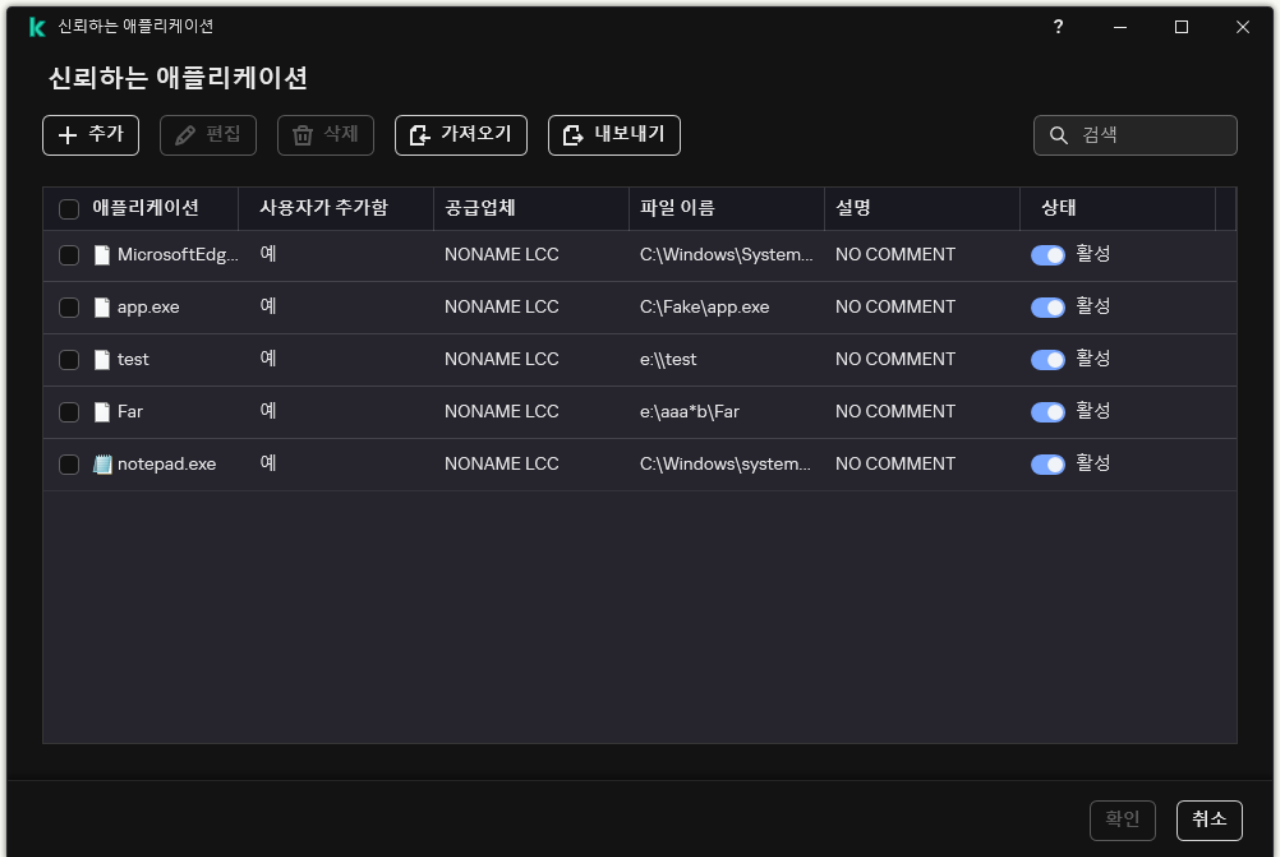 신뢰하는 애플리케이션
?
신뢰하는 애플리케이션
추가 편집 삭제 가져오기 내보내기 검색
애플리케이션 사용자가 추가함 공급업체 파일 이름 설명 상태
MicrosoftEdg... 예 NONAME LCC C:\Windows\System... NO COMMENT 활성
app.exe 예 NONAME LCC C:\Fake\app.exe NO COMMENT 활성
test 예 NONAME LCC e:\\test NO COMMENT 활성
Far 예 NONAME LCC e:\aaa*b\Far NO COMMENT 활성
notepad.exe 예 NONAME LCC C:\Windows\system... NO COMMENT 활성
확인 취소